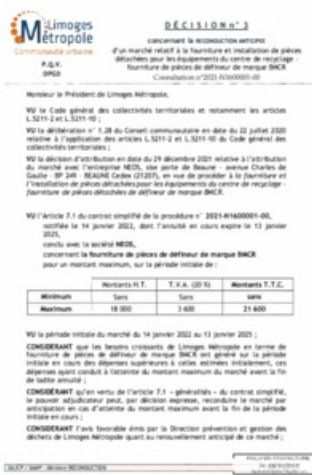 Limoges
Métropole
Communauté urbaine
P.Q.V.
DPGD
DÉCISION n° 3
concernant la RECONDUCTION ANTICIPEE
d'un marché relatif à la fourniture et installation de pièces
détachées pour les équipements du centre de recyclage -
fourniture de pièces de défineur de marque BMCR
Consultation n°2021-N1600001-00
Monsieur le Président de Limoges Métropole,
VU le Code général des collectivités territoriales et notamment les articles
L.5211-2 et L.5211-10 ;
VU la délibération n° 1.28 du Conseil communautaire en date du 22 juillet 2020
relative à l'application des articles L.5211-2 et L.5211-10 du Code général des
collectivités territoriales ;
VU la décision d'attribution en date du 29 décembre 2021 relative à l'attribution
du marché avec l'entreprise NEOS, sise porte de Beaune - avenue Charles de
Gaulle - BP 249 - BEAUNE Cedex (21207), en vue de procéder à la fourniture et
l'installation de pièces détachées pour les équipements du centre de recyclage -
fourniture de pièces détachées de défineur de marque BMCR.
VU l'Article 7.1 du contrat simplifié de la procédure n° 2021-N1600001-00,
notifiée le 14 janvier 2022, dont l'annuité en cours expire le 13 janvier
2025,
conclu avec la société NEOS,
concernant la fourniture de pièces de défineur de marque BMCR
pour un montant maximum, sur la période initiale de :
Montants H.T. T.V.A. (20 %) Montants T.T.C.
Minimum Sans Sans sans
Maximum 18 000 3 600 21 600
VU la période initiale du marché du 14 janvier 2022 au 13 janvier 2025 ;
CONSIDERANT que les besoins croissants de Limoges Métropole en terme de
fourniture de pièces de défineur de marque BMCR ont généré sur la période
initiale en cours des dépenses supérieures à celles estimées initialement, ces
dépenses ayant conduit à l'atteinte du montant maximum du marché avant la fin
de ladite annuité ;
CONSIDERANT qu'en vertu de l'article 7.1 - généralités - du contrat simplifié,
le pouvoir adjudicateur peut, par décision expresse, reconduire le marché par
anticipation en cas d'atteinte du montant maximum avant la fin de la période
initiale en cours ;
CONSIDERANT l'avis favorable émis par la Direction prévention et gestion des
déchets de Limoges Métropole quant au renouvellement anticipé de ce marché ;